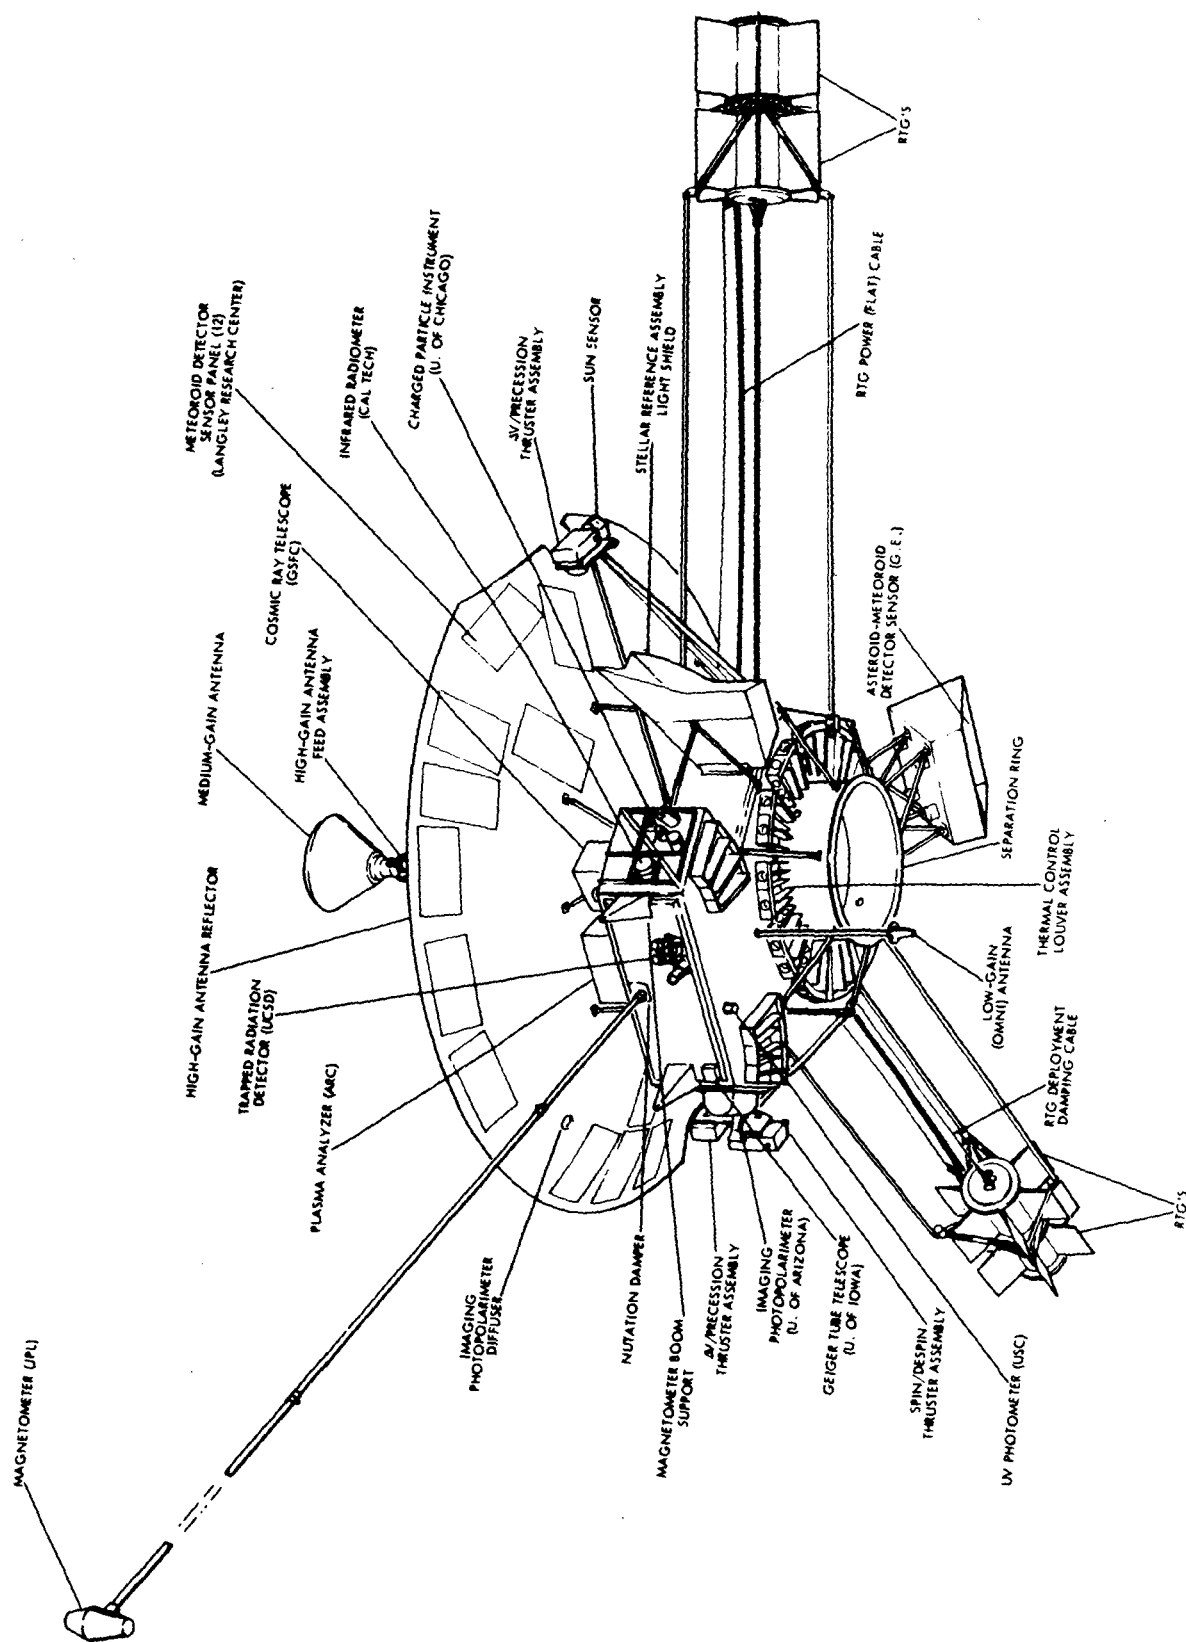 MAGNETOMETER (JPL)
HIGH-GAIN ANTENNA REFLECTOR
MEDIUM-GAIN ANTENNA
METEOROID DETECTOR
SENSOR PANEL (12)
(LANGLEY RESEARCH CENTER)
TRAPPED RADIATION
DETECTOR (UCSD)
HIGH-GAIN ANTENNA
FEED ASSEMBLY
COSMIC RAY TELESCOPE
(GSFC)
PLASMA ANALYZER (ARC)
INFRARED RADIOMETER
(CAL TECH)
CHARGED PARTICLE INSTRUMENT
(U. OF CHICAGO)
IMAGING
PHOTOPOLARIMETER
DIFFUSER
ΔV/PRECESSION
THRUSTER ASSEMBLY
SUN SENSOR
NUTATION DAMPER
STELLAR REFERENCE ASSEMBLY
LIGHT SHIELD
MAGNETOMETER BOOM
SUPPORT
ΔV/PRECESSION
THRUSTER ASSEMBLY
IMAGING
PHOTOPOLARIMETER
(U. OF ARIZONA)
GEIGER TUBE TELESCOPE
(U. OF IOWA)
RTG POWER (FLAT) CABLE
RTG'S
ASTEROID-METEOROID
DETECTOR SENSOR (G.E.)
SPIN/DESPIN
THRUSTER ASSEMBLY
UV PHOTOMETER (USC)
LOW-GAIN
(OMNI) ANTENNA
SEPARATION RING
THERMAL CONTROL
LOUVER ASSEMBLY
RTG DEPLOYMENT
DAMPING CABLE
RTG'S